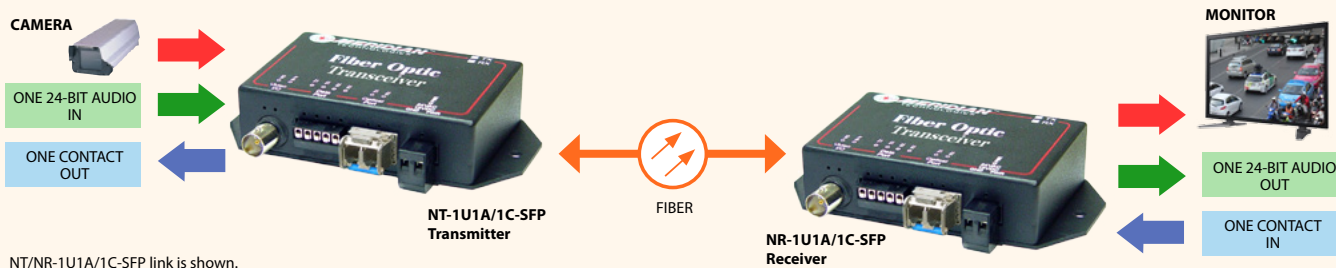 CAMERA
ONE 24-BIT AUDIO
IN
ONE CONTACT
OUT
MERIDIAN
Fiber Optic
Transceiver
NT-1U1A/1C-SFP
Transmitter
FIBER
MERIDIAN
Fiber Optic
Transceiver
NR-1U1A/1C-SFP
Receiver
MONITOR
ONE 24-BIT AUDIO
OUT
ONE CONTACT
IN
NT/NR-1U1A/1C-SFP link is shown.